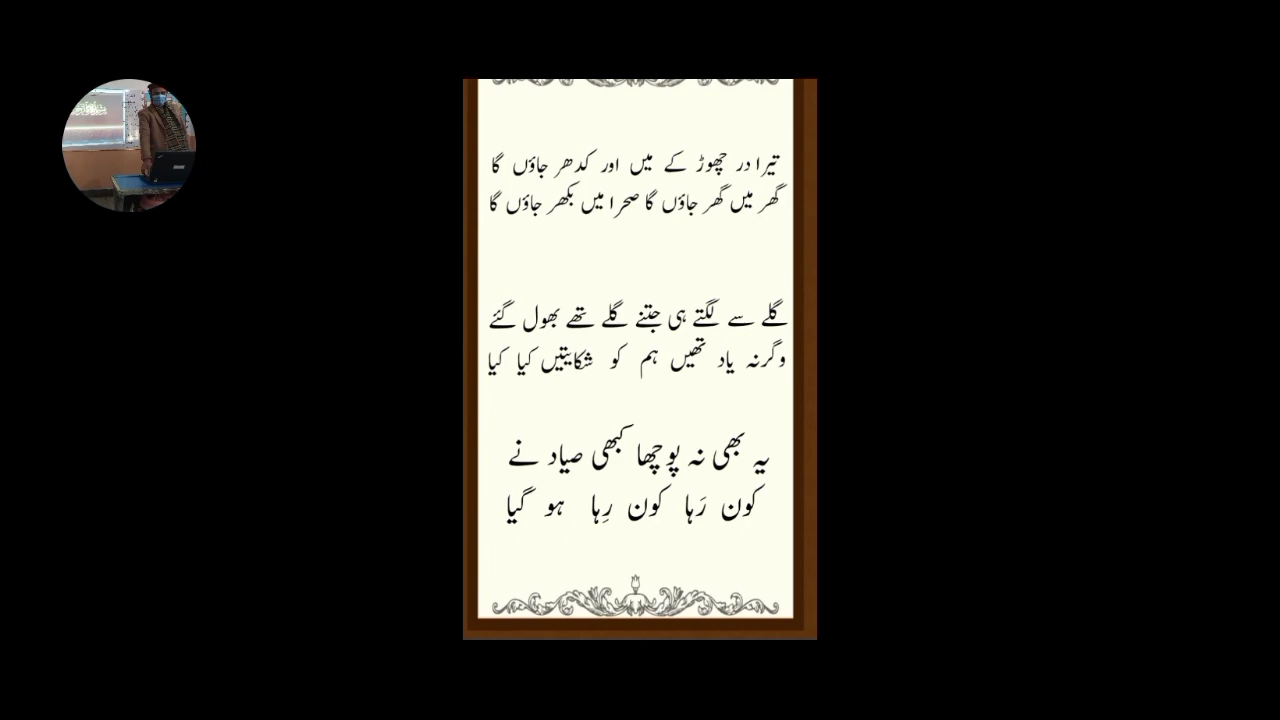 تیرا در چھوڑ کے میں اور کدھر جاؤں گا
گھر میں گھر جاؤں گا صحرا میں بکھر جاؤں گا
گلے سے لگتے ہی جتنے گلے تھے بھول گئے
وگرنہ یاد تھیں ہم کو شکایتیں کیا کیا
یہ بھی نہ پوچھا کبھی صیاد نے
کون رَہا کون رِہا ہو گیا